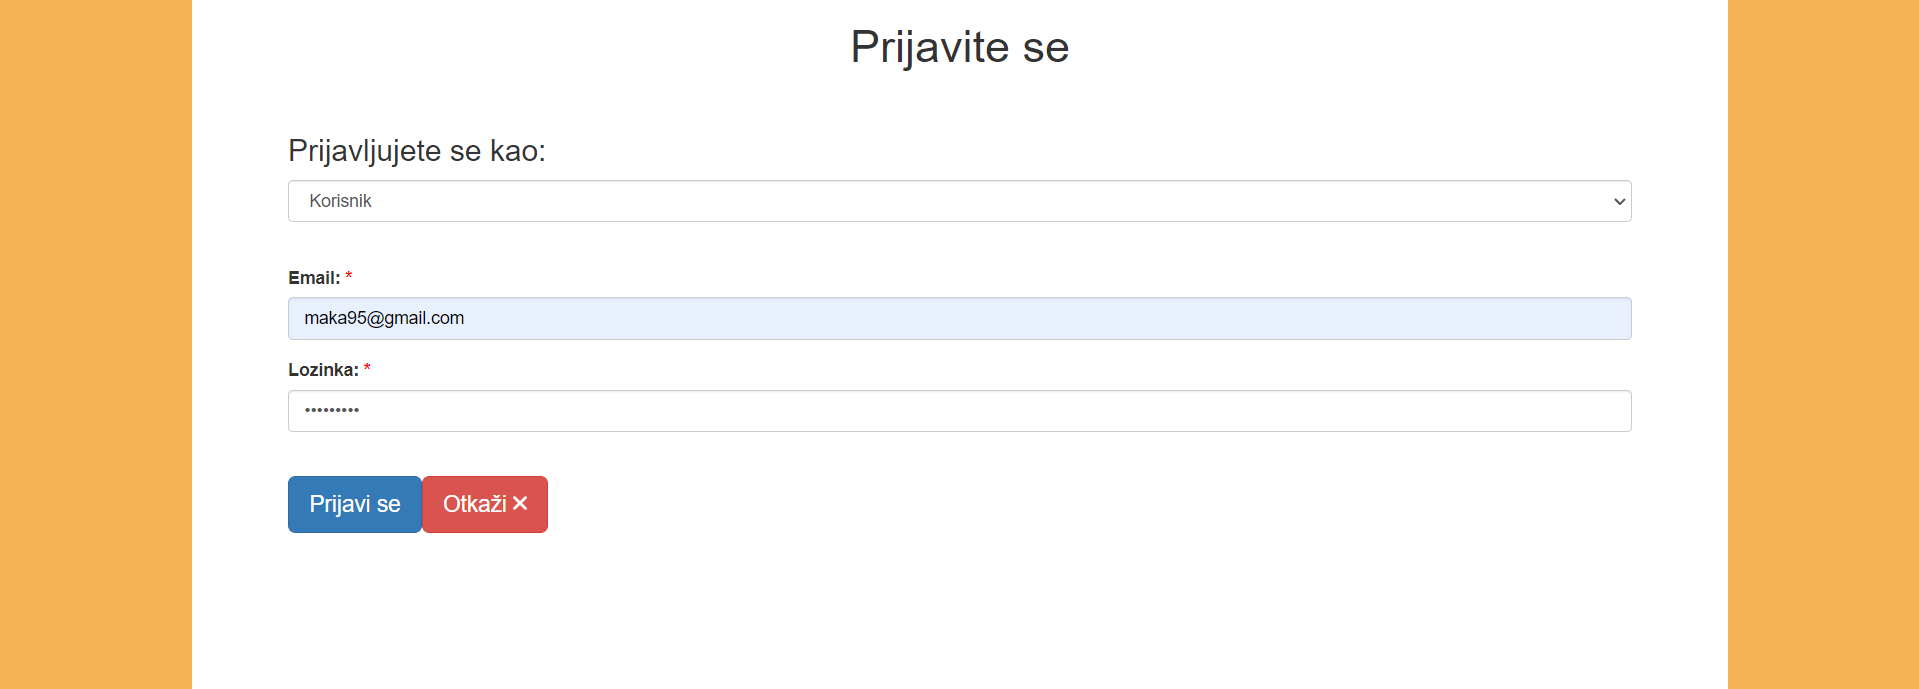 Prijavite se
Prijavljujete se kao:
Korisnik
Email: *
maka95@gmail.com
Lozinka: *
•••••••••
Prijavi se Otkaži ×